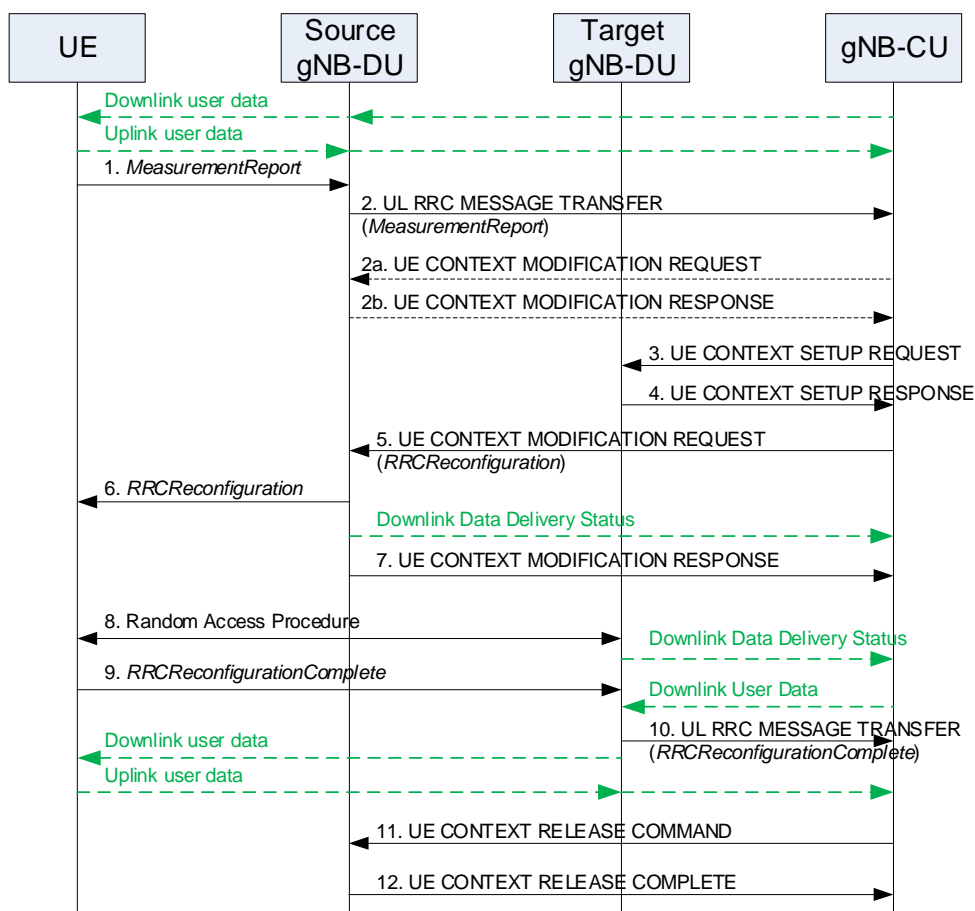 UE
Source
gNB-DU
Target
gNB-DU
gNB-CU
Downlink user data
Uplink user data
1. MeasurementReport
2. UL RRC MESSAGE TRANSFER
(MeasurementReport)
2a. UE CONTEXT MODIFICATION REQUEST
2b. UE CONTEXT MODIFICATION RESPONSE
3. UE CONTEXT SETUP REQUEST
4. UE CONTEXT SETUP RESPONSE
5. UE CONTEXT MODIFICATION REQUEST
(RRCReconfiguration)
6. RRCReconfiguration
Downlink Data Delivery Status
7. UE CONTEXT MODIFICATION RESPONSE
8. Random Access Procedure
Downlink Data Delivery Status
9. RRCReconfigurationComplete
Downlink User Data
10. UL RRC MESSAGE TRANSFER
(RRCReconfigurationComplete)
Downlink user data
Uplink user data
11. UE CONTEXT RELEASE COMMAND
12. UE CONTEXT RELEASE COMPLETE